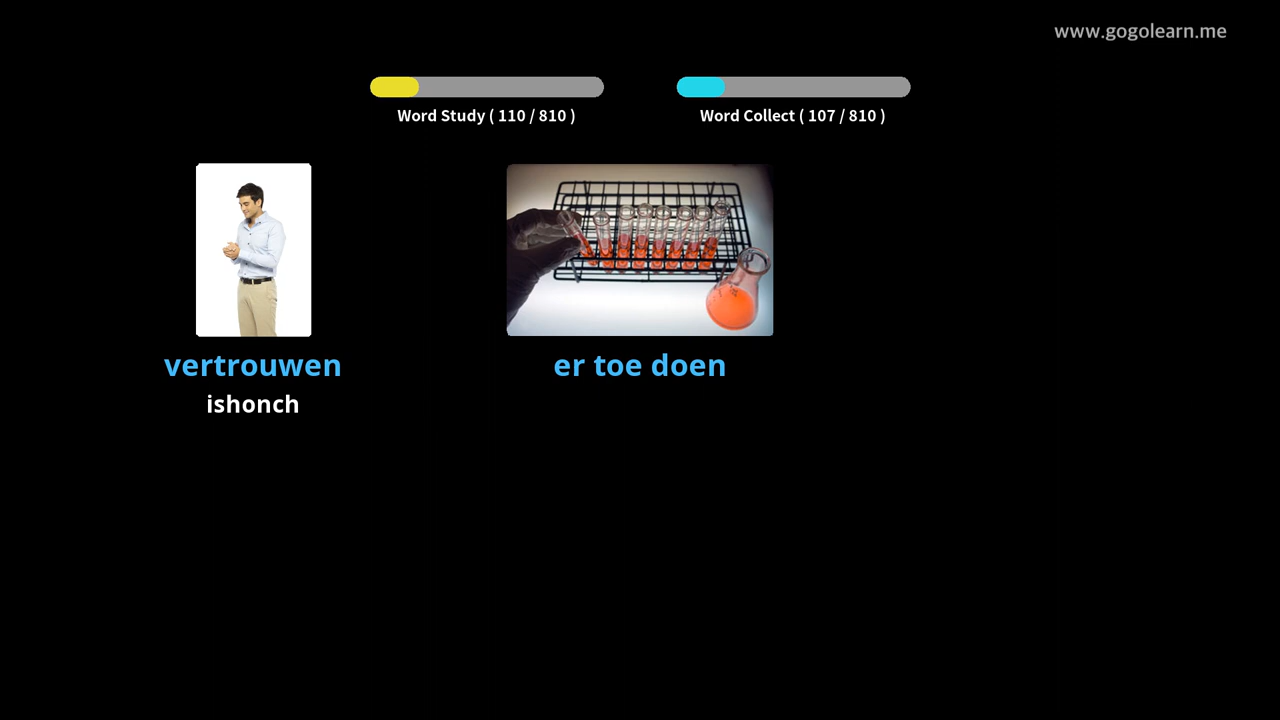 www.gogolearn.me
Word Study ( 110 / 810 )
Word Collect ( 107 / 810 )
vertrouwen
er toe doen
ishonch